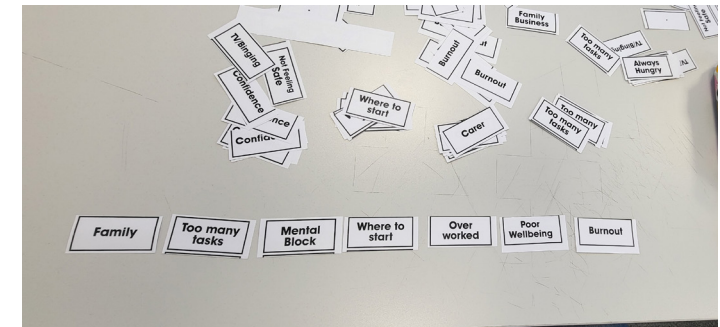 Family
Business
TV/Binging
Not Feeling
Safe
Burnout
Burnout
Too many
tasks
TV/Binging
Always
Hungry
Confidence
Where to
start
Carer
Too many
tasks
Too many
tasks
Family
Too many
tasks
Mental
Block
Where to
start
Over
worked
Poor
Wellbeing
Burnout